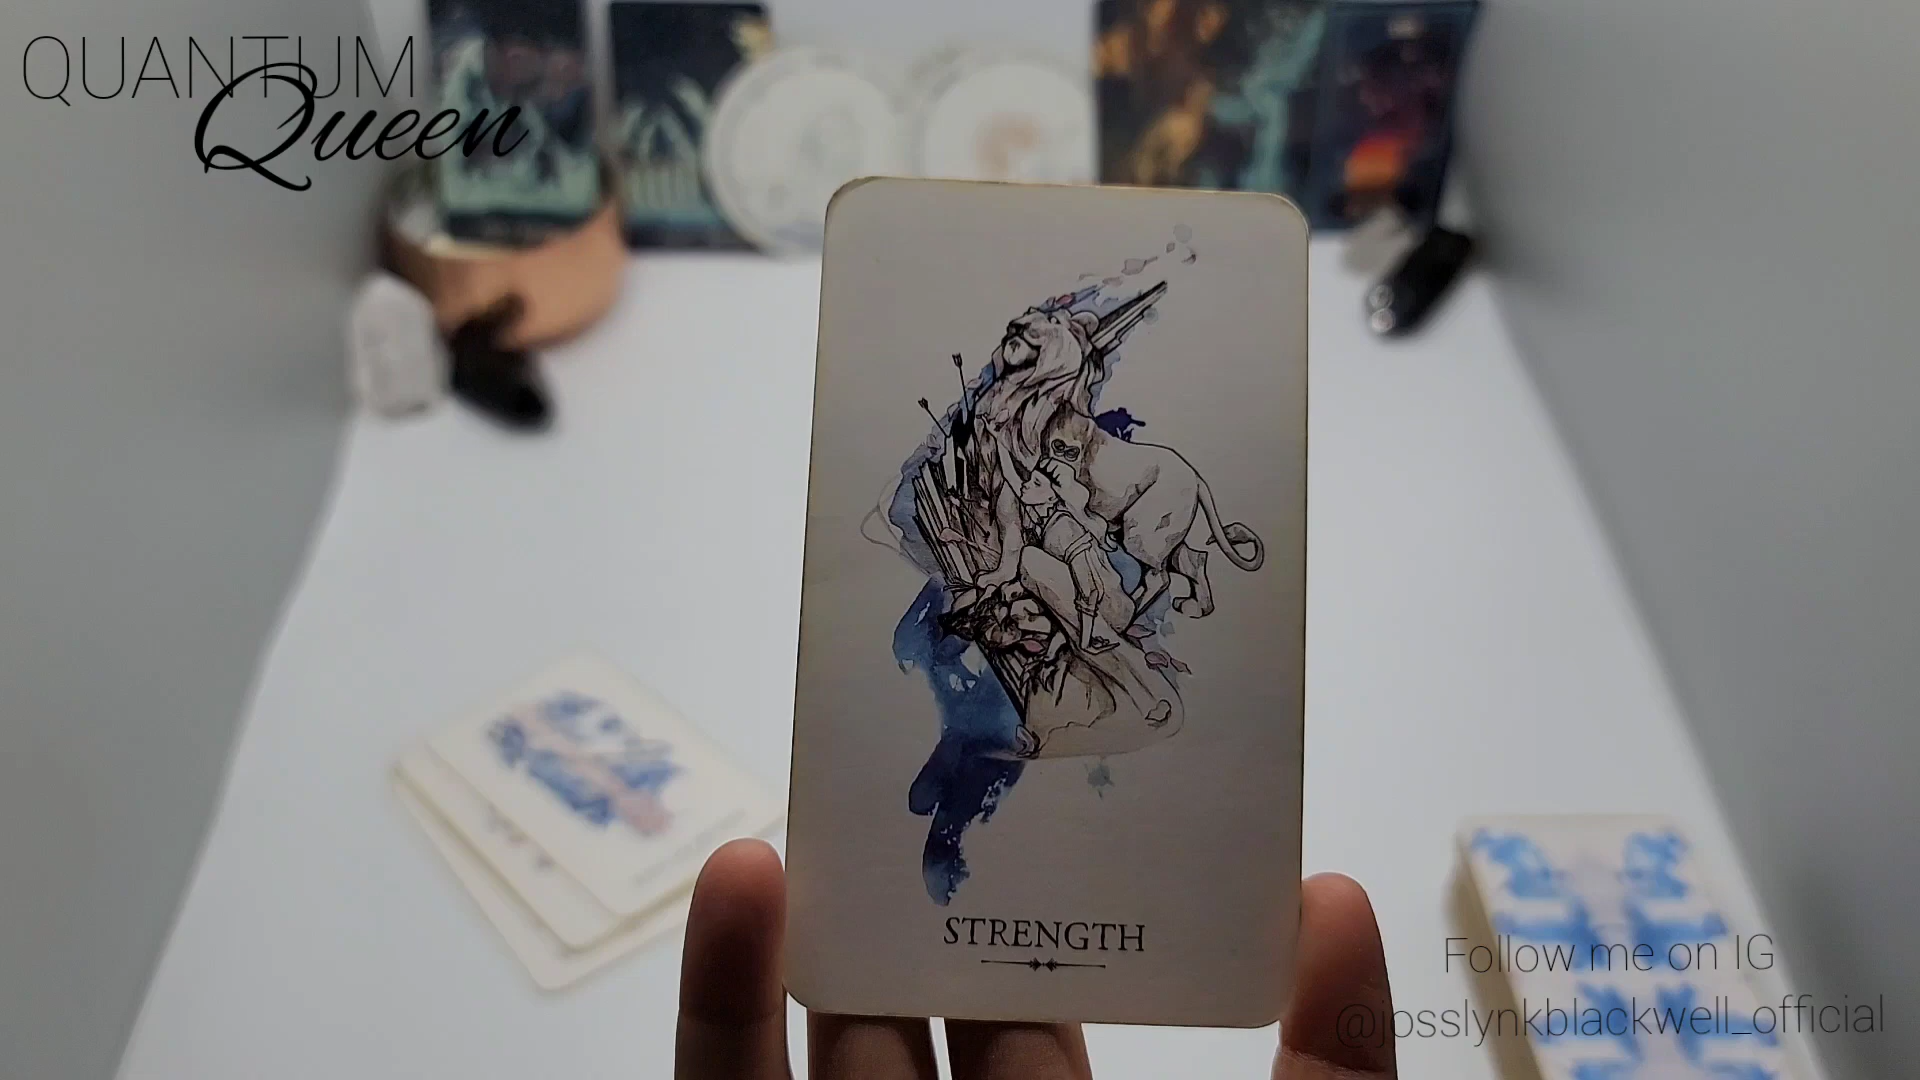 QUANTUM
Queen
STRENGTH
Follow me on IG
@josslynkblackwell_official